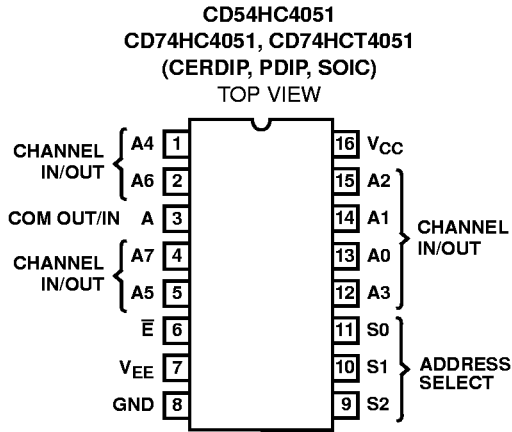 CD54HC4051
CD74HC4051, CD74HCT4051
(CERDIP, PDIP, SOIC)
TOP VIEW
CHANNEL
IN/OUT
A4 1
A6 2
COM OUT/IN A 3
CHANNEL
IN/OUT
A7 4
A5 5
E̅ 6
VEE 7
GND 8
16 VCC
15 A2
14 A1
13 A0
12 A3
CHANNEL
IN/OUT
11 S0
10 S1
9 S2
ADDRESS
SELECT